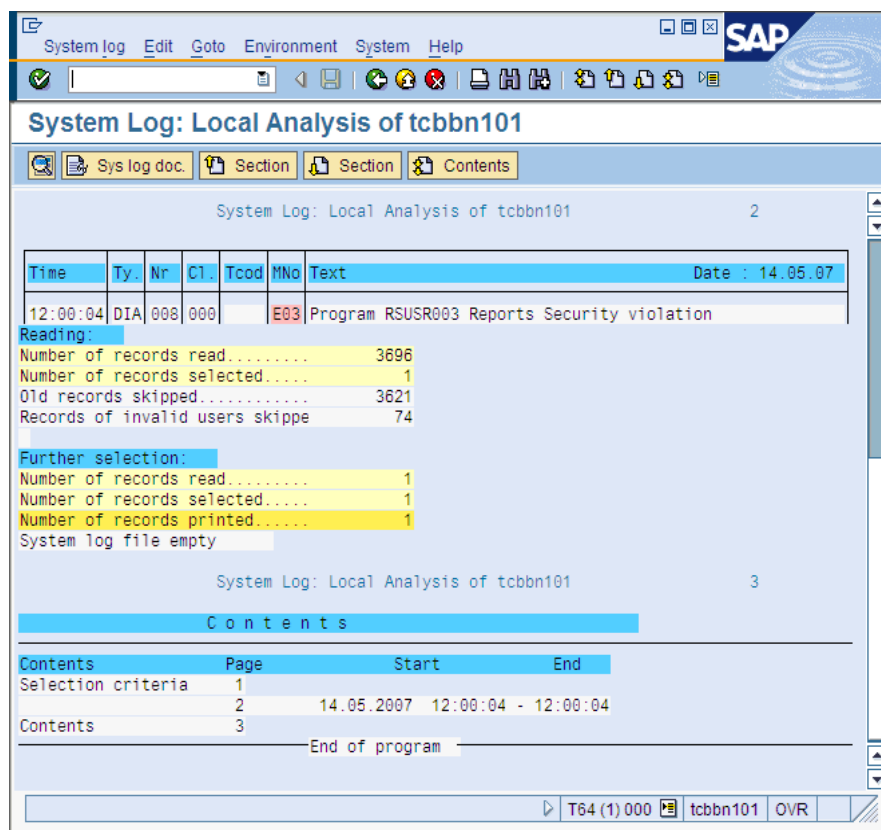 System log Edit Goto Environment System Help
SAP
System Log: Local Analysis of tcbbn101
Sys log doc. Section Section Contents
System Log: Local Analysis of tcbbn101 2
Time Ty. Nr Cl. Tcod MNo Text Date : 14.05.07
12:00:04 DIA 008 000 E03 Program RSUSR003 Reports Security violation
Reading:
Number of records read......... 3696
Number of records selected..... 1
Old records skipped............ 3621
Records of invalid users skippe 74
Further selection:
Number of records read......... 1
Number of records selected..... 1
Number of records printed...... 1
System log file empty
System Log: Local Analysis of tcbbn101 3
C o n t e n t s
Contents Page Start End
Selection criteria 1
2 14.05.2007 12:00:04 - 12:00:04
Contents 3
End of program
T64 (1) 000 tcbbn101 OVR